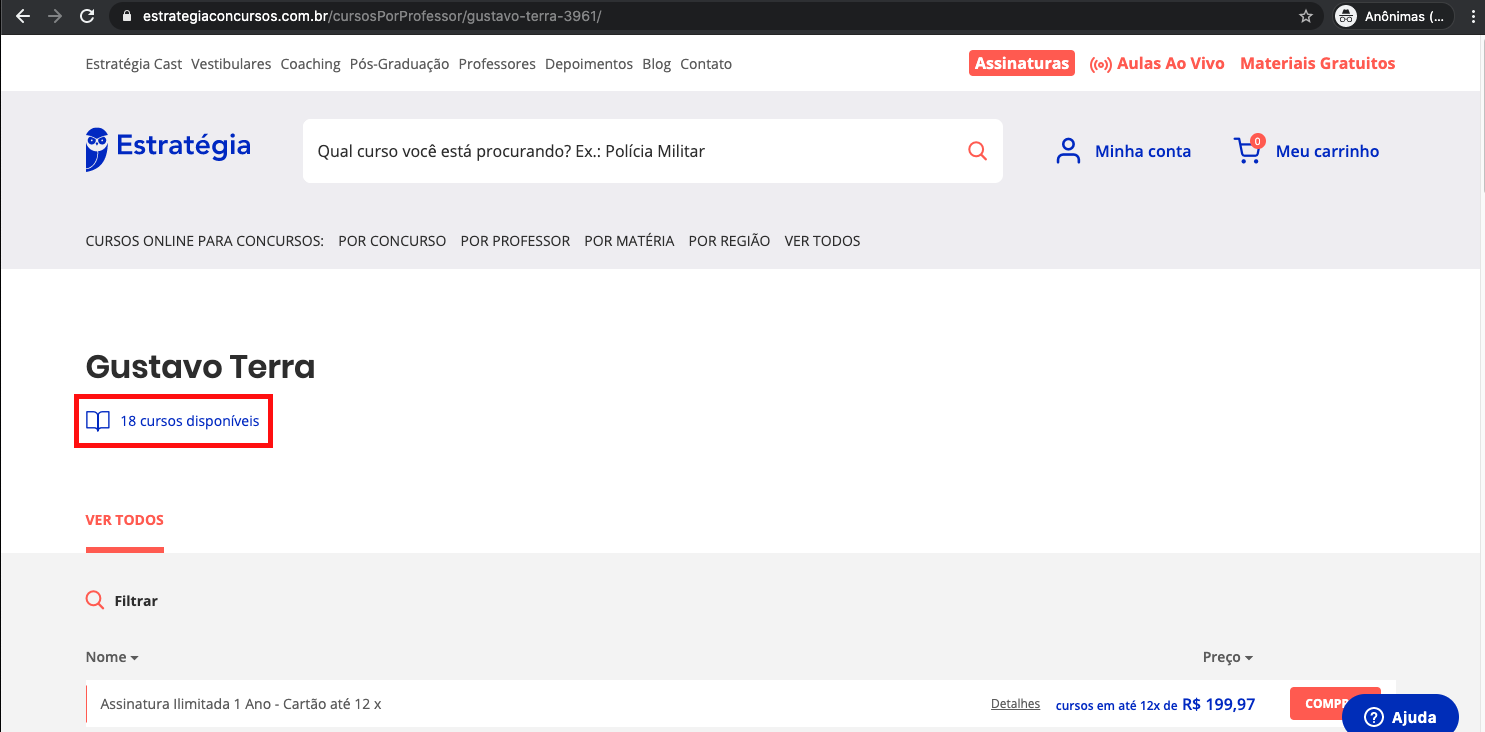 estrategiaconcursos.com.br/cursosPorProfessor/gustavo-terra-3961/ Anônimas (...
Estratégia Cast Vestibulares Coaching Pós-Graduação Professores Depoimentos Blog Contato Assinaturas Aulas Ao Vivo Materiais Gratuitos
Estratégia Qual curso você está procurando? Ex.: Polícia Militar Minha conta 0 Meu carrinho
CURSOS ONLINE PARA CONCURSOS: POR CONCURSO POR PROFESSOR POR MATÉRIA POR REGIÃO VER TODOS
Gustavo Terra
18 cursos disponíveis
VER TODOS
Filtrar
Nome Preço
Assinatura Ilimitada 1 Ano - Cartão até 12 x Detalhes cursos em até 12x de R$ 199,97 COMP
Ajuda